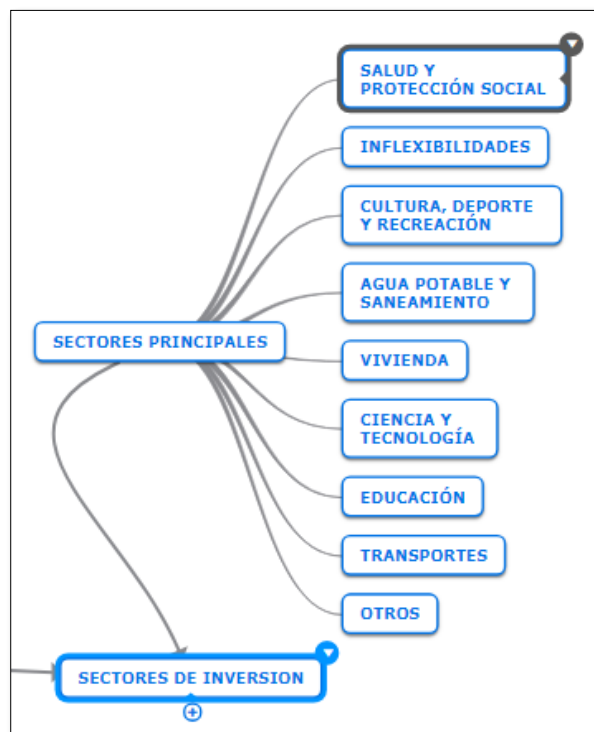 SALUD Y
PROTECCIÓN SOCIAL
INFLEXIBILIDADES
CULTURA, DEPORTE
Y RECREACIÓN
AGUA POTABLE Y
SANEAMIENTO
SECTORES PRINCIPALES
VIVIENDA
CIENCIA Y
TECNOLOGÍA
EDUCACIÓN
TRANSPORTES
OTROS
SECTORES DE INVERSION